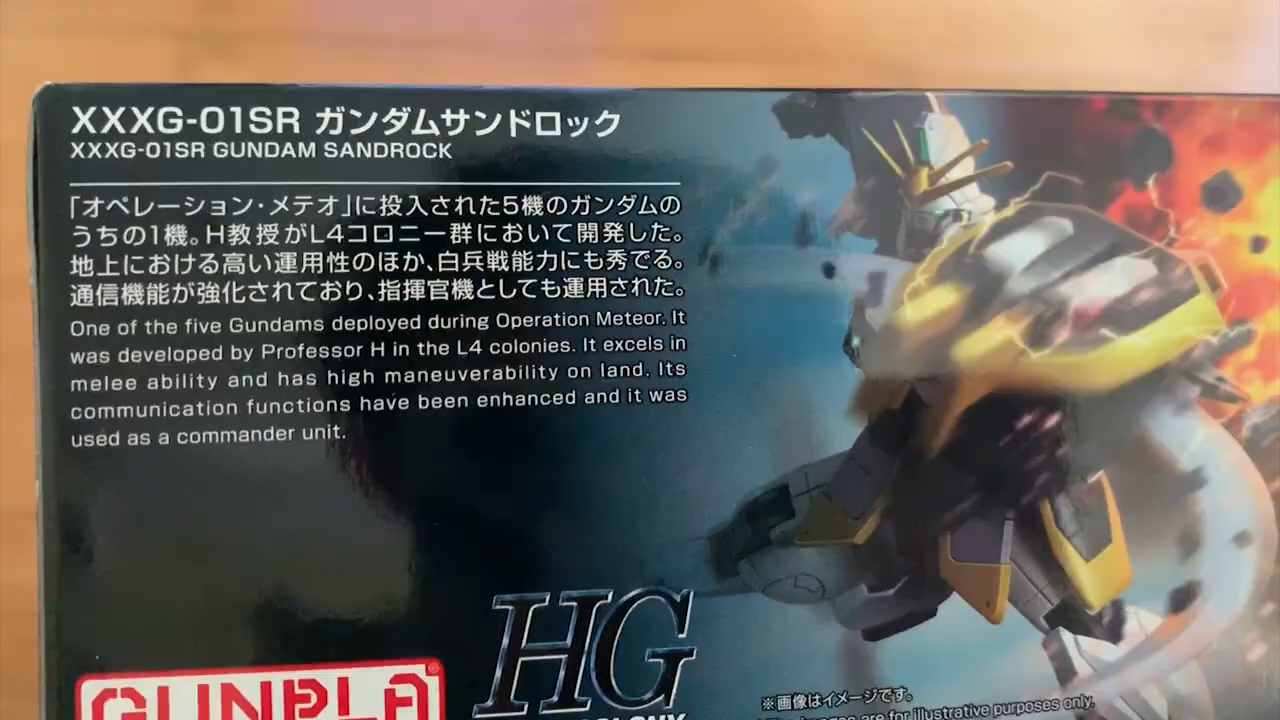 XXXG-01SR ガンダムサンドロック
XXXG-01SR GUNDAM SANDROCK
「オペレーション・メテオ」に投入された5機のガンダムの
うちの1機。H教授がL4コロニー群において開発した。
地上における高い運用性のほか、白兵戦能力にも秀でる。
通信機能が強化されており、指揮官機としても運用された。
One of the five Gundams deployed during Operation Meteor. It
was developed by Professor H in the L4 colonies. It excels in
melee ability and has high maneuverability on land. Its
communication functions have been enhanced and it was
used as a commander unit.
HG
GUNPLA
※画像はイメージです。
images are for illustrative purposes only.